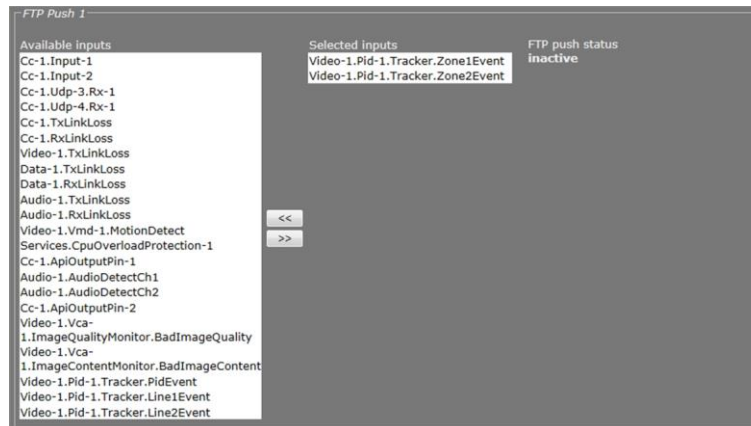 FTP Push 1
Available inputs
Cc-1.Input-1
Cc-1.Input-2
Cc-1.Udp-3.Rx-1
Cc-1.Udp-4.Rx-1
Cc-1.TxLinkLoss
Cc-1.RxLinkLoss
Video-1.TxLinkLoss
Data-1.TxLinkLoss
Data-1.RxLinkLoss
Audio-1.TxLinkLoss
Audio-1.RxLinkLoss
Video-1.Vmd-1.MotionDetect
Services.CpuOverloadProtection-1
Cc-1.ApiOutputPin-1
Audio-1.AudioDetectCh1
Audio-1.AudioDetectCh2
Cc-1.ApiOutputPin-2
Video-1.Vca-
1.ImageQualityMonitor.BadImageQuality
Video-1.Vca-
1.ImageContentMonitor.BadImageContent
Video-1.Pid-1.Tracker.PidEvent
Video-1.Pid-1.Tracker.Line1Event
Video-1.Pid-1.Tracker.Line2Event
<<
>>
Selected inputs
Video-1.Pid-1.Tracker.Zone1Event
Video-1.Pid-1.Tracker.Zone2Event
FTP push status
inactive